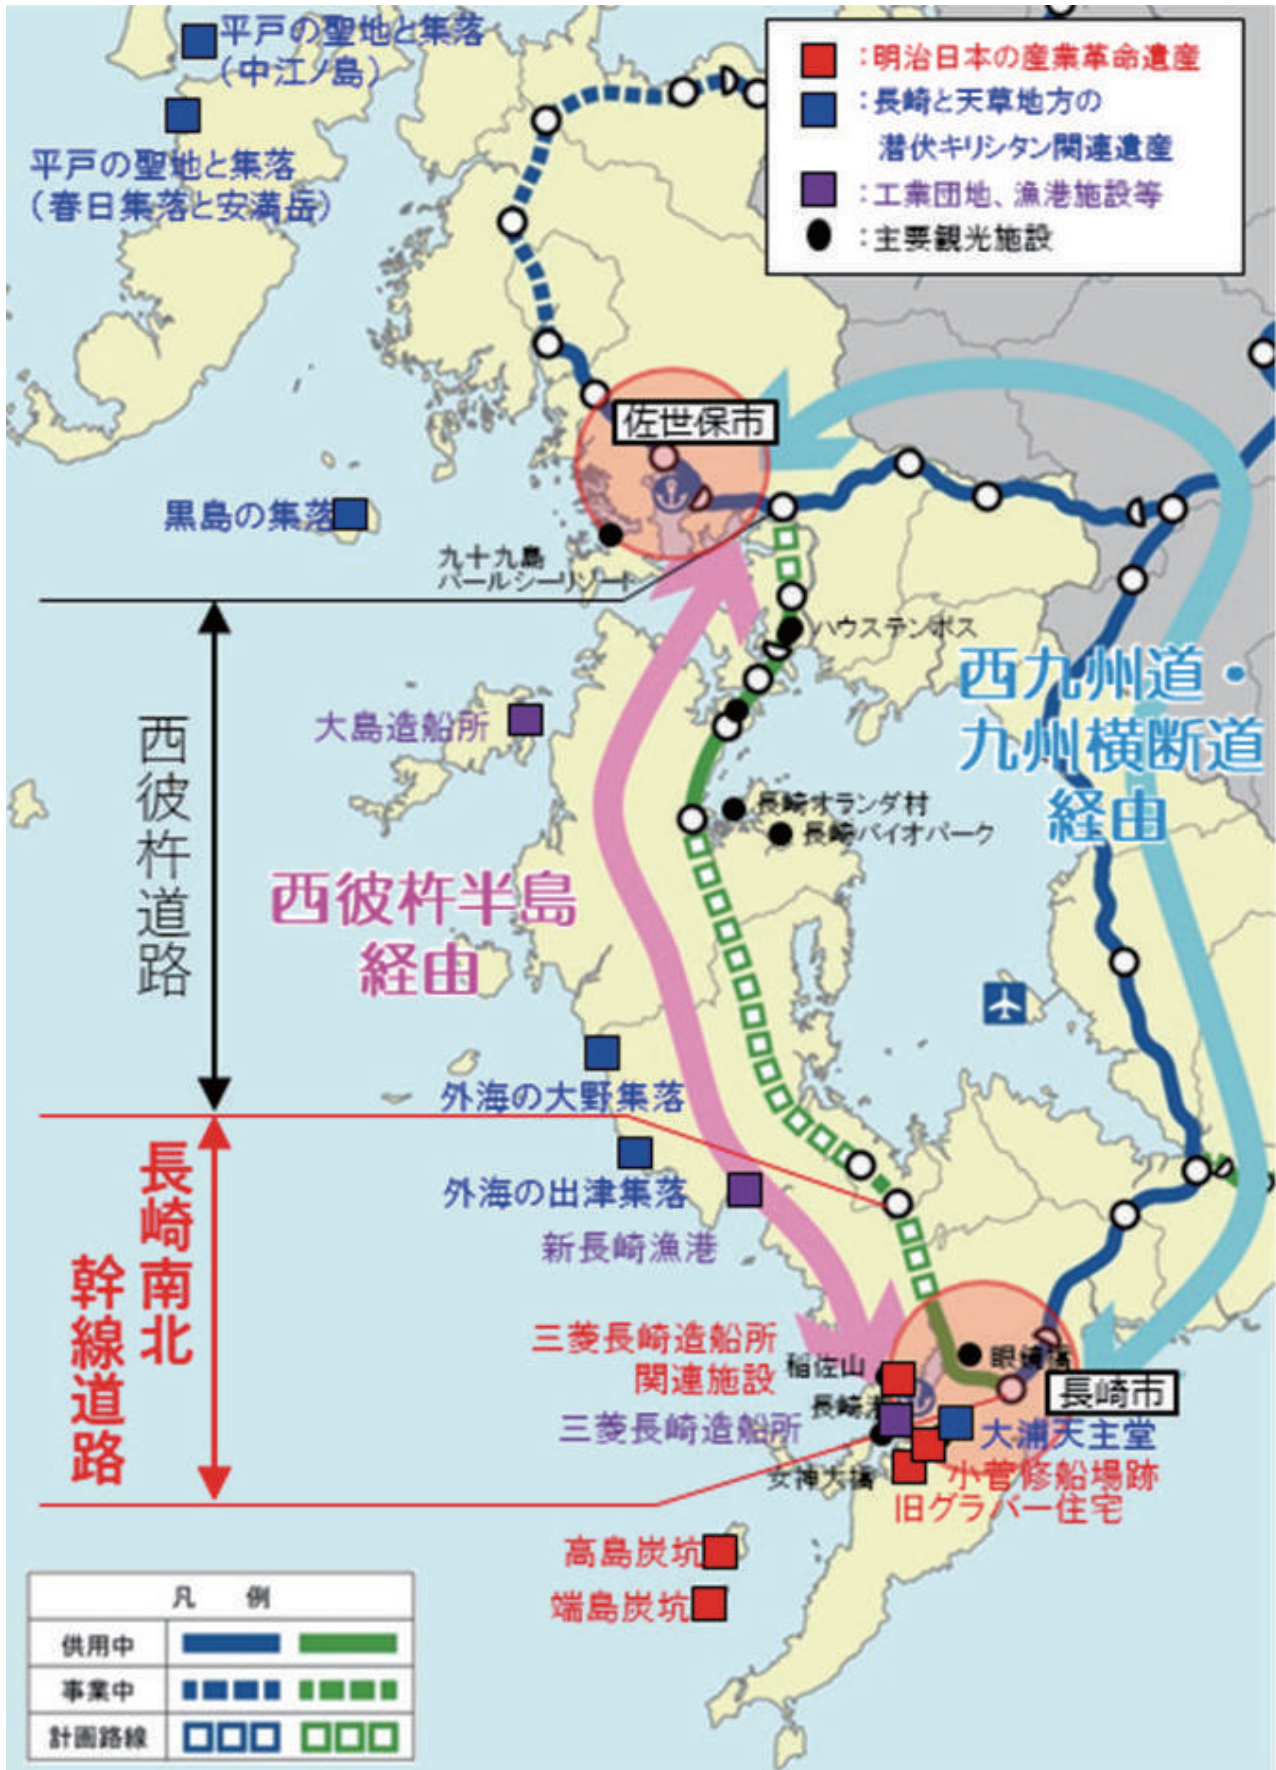 平戸の聖地と集落
（中江ノ島）
平戸の聖地と集落
（春日集落と安満岳）
：明治日本の産業革命遺産
：長崎と天草地方の
潜伏キリシタン関連遺産
：工業団地、漁港施設等
：主要観光施設
佐世保市
黒島の集落
九十九島
パールシーリゾート
ハウステンボス
西九州道・
九州横断道
経由
大島造船所
西彼杵道路
長崎オランダ村
長崎バイオパーク
西彼杵半島
経由
外海の大野集落
外海の出津集落
新長崎漁港
長崎南北
幹線道路
三菱長崎造船所
関連施設
稲佐山
眼鏡橋
長崎市
長崎港
三菱長崎造船所
大浦天主堂
女神大橋
小菅修船場跡
旧グラバー住宅
高島炭坑
端島炭坑
凡 例
供用中
事業中
計画路線